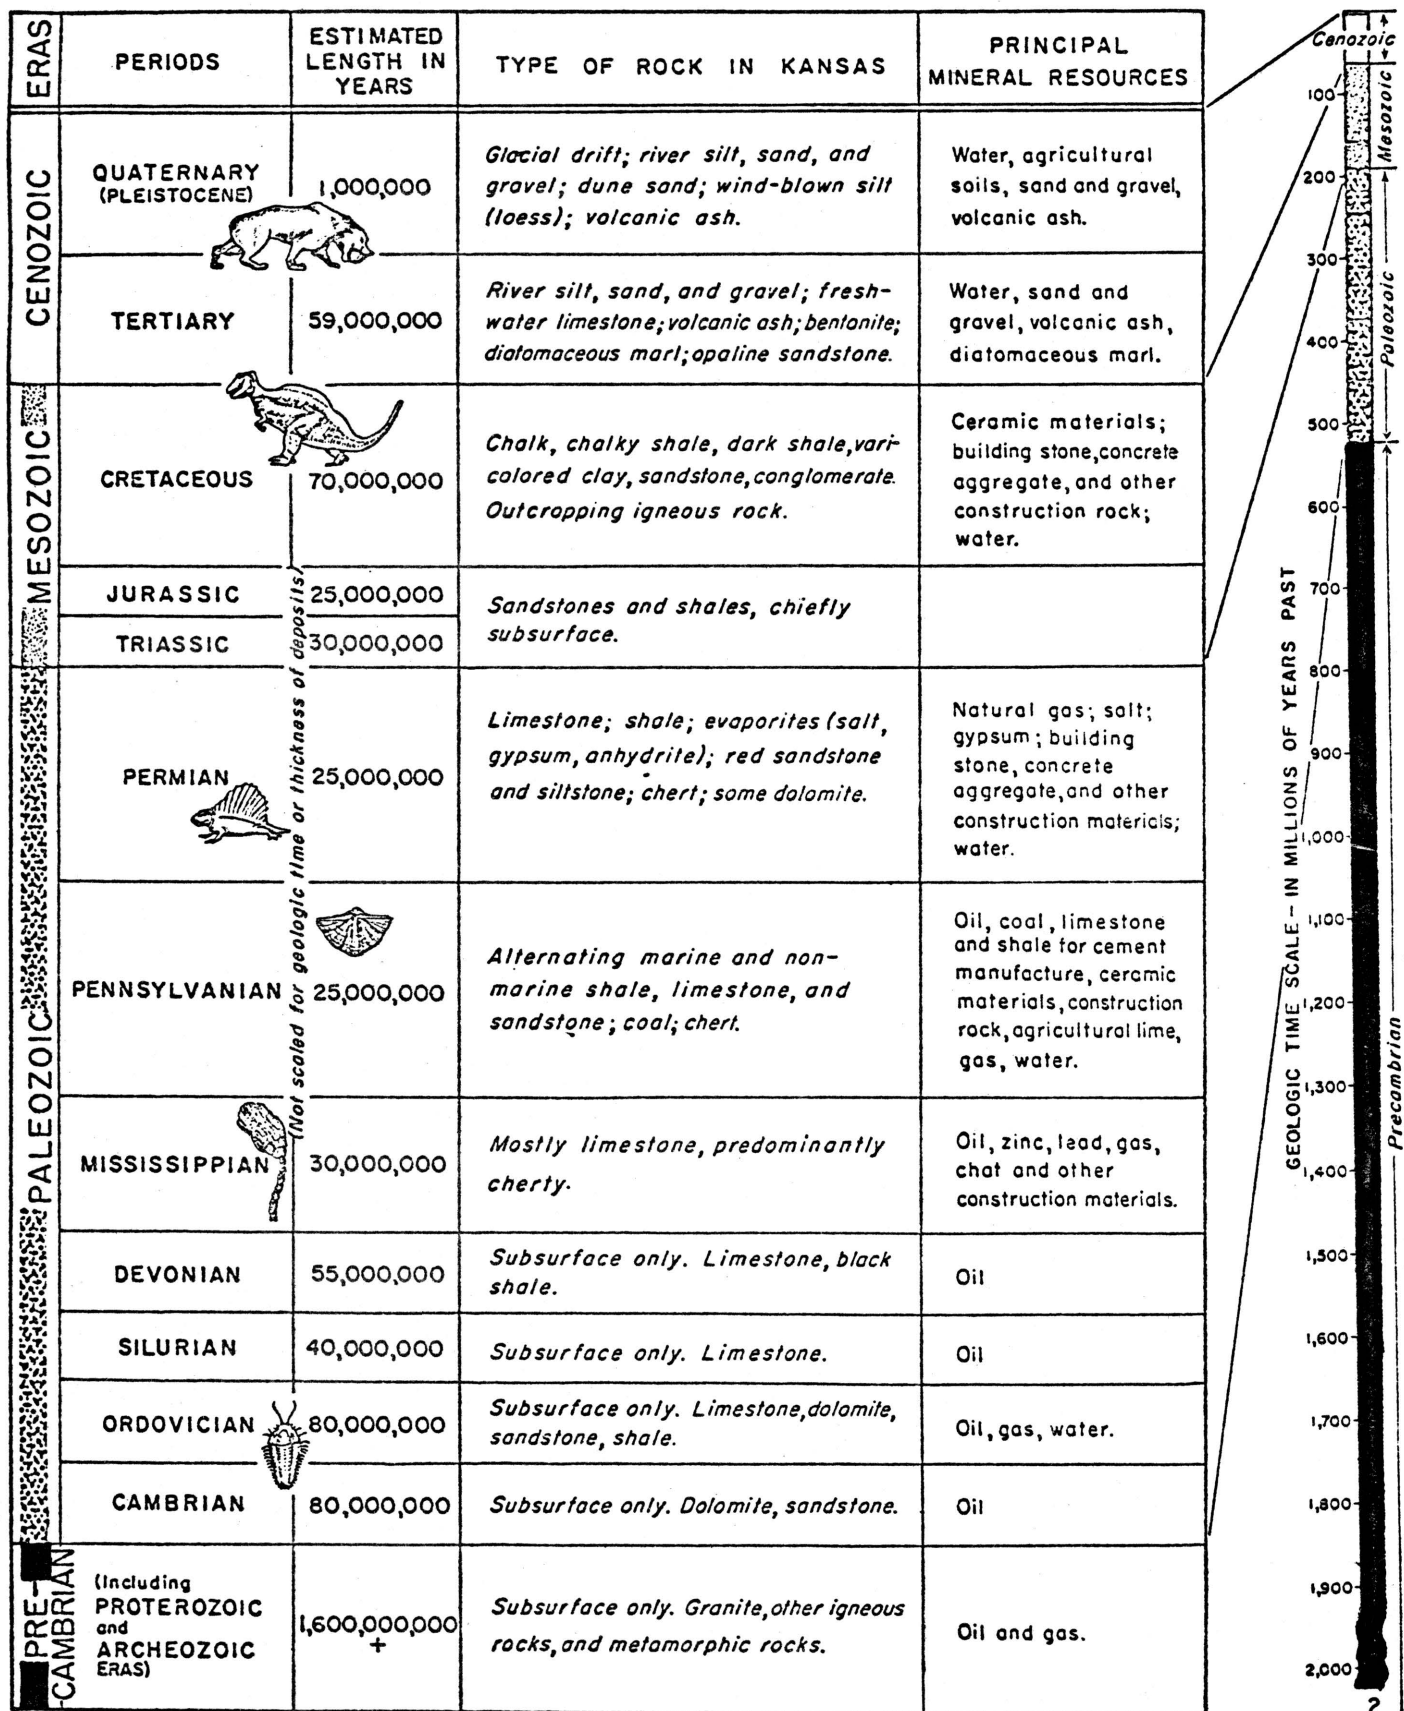 ERAS
PERIODS
ESTIMATED
LENGTH IN
YEARS
TYPE OF ROCK IN KANSAS
PRINCIPAL
MINERAL RESOURCES
CENOZOIC
QUATERNARY
(PLEISTOCENE)
1,000,000
Glacial drift; river silt, sand, and
gravel; dune sand; wind-blown silt
(loess); volcanic ash.
Water, agricultural
soils, sand and gravel,
volcanic ash.
TERTIARY
59,000,000
River silt, sand, and gravel; fresh-
water limestone; volcanic ash; bentonite;
diatomaceous marl; opaline sandstone.
Water, sand and
gravel, volcanic ash,
diatomaceous marl.
MESOZOIC
CRETACEOUS
70,000,000
Chalk, chalky shale, dark shale, vari-
colored clay, sandstone, conglomerate.
Outcropping igneous rock.
Ceramic materials;
building stone, concrete
aggregate, and other
construction rock;
water.
JURASSIC
25,000,000
Sandstones and shales, chiefly
subsurface.
TRIASSIC
30,000,000
(Not scaled for geologic time or thickness of deposits)
PALEOZOIC
PERMIAN
25,000,000
Limestone; shale; evaporites (salt,
gypsum, anhydrite); red sandstone
and siltstone; chert; some dolomite.
Natural gas; salt;
gypsum; building
stone, concrete
aggregate, and other
construction materials;
water.
PENNSYLVANIAN
25,000,000
Alternating marine and non-
marine shale, limestone, and
sandstone; coal; chert.
Oil, coal, limestone
and shale for cement
manufacture, ceramic
materials, construction
rock, agricultural lime,
gas, water.
MISSISSIPPIAN
30,000,000
Mostly limestone, predominantly
cherty.
Oil, zinc, lead, gas,
chat and other
construction materials.
DEVONIAN
55,000,000
Subsurface only. Limestone, black
shale.
Oil
SILURIAN
40,000,000
Subsurface only. Limestone.
Oil
ORDOVICIAN
80,000,000
Subsurface only. Limestone, dolomite,
sandstone, shale.
Oil, gas, water.
CAMBRIAN
80,000,000
Subsurface only. Dolomite, sandstone.
Oil
PRE-
CAMBRIAN
(Including
PROTEROZOIC
and
ARCHEOZOIC
ERAS)
1,600,000,000
+
Subsurface only. Granite, other igneous
rocks, and metamorphic rocks.
Oil and gas.
GEOLOGIC TIME SCALE - IN MILLIONS OF YEARS PAST
100
200
300
400
500
600
700
800
900
1,000
1,100
1,200
1,300
1,400
1,500
1,600
1,700
1,800
1,900
2,000
?
Cenozoic
Mesozoic
Paleozoic
Precambrian